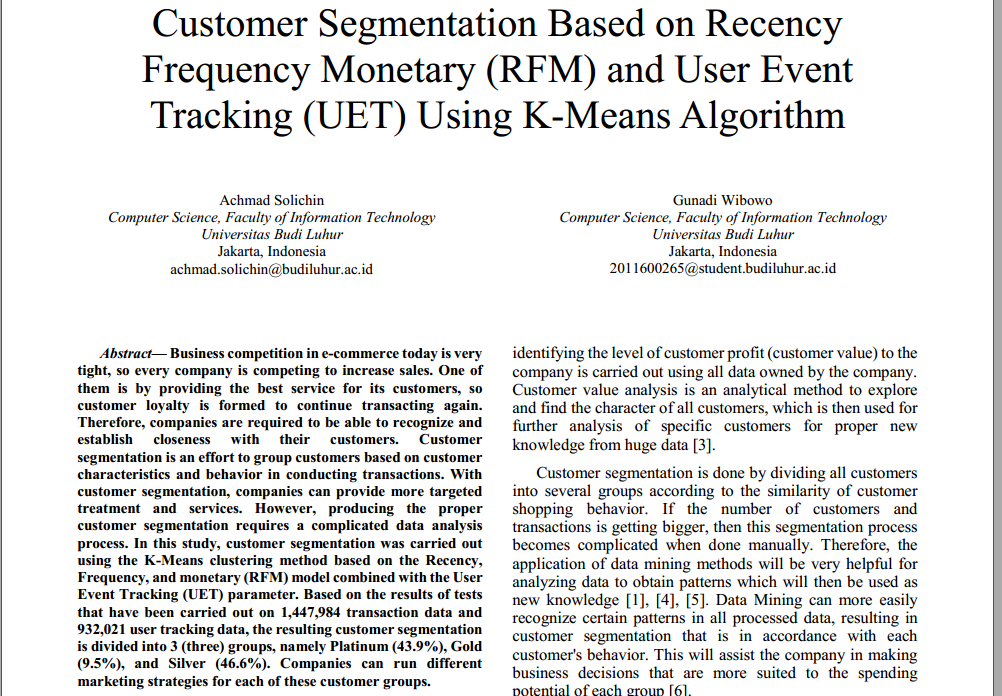 Customer Segmentation Based on Recency
Frequency Monetary (RFM) and User Event
Tracking (UET) Using K-Means Algorithm
Achmad Solichin
Computer Science, Faculty of Information Technology
Universitas Budi Luhur
Jakarta, Indonesia
achmad.solichin@budiluhur.ac.id
Gunadi Wibowo
Computer Science, Faculty of Information Technology
Universitas Budi Luhur
Jakarta, Indonesia
2011600265@student.budiluhur.ac.id
Abstract— Business competition in e-commerce today is very
tight, so every company is competing to increase sales. One of
them is by providing the best service for its customers, so
customer loyalty is formed to continue transacting again.
Therefore, companies are required to be able to recognize and
establish closeness with their customers. Customer
segmentation is an effort to group customers based on customer
characteristics and behavior in conducting transactions. With
customer segmentation, companies can provide more targeted
treatment and services. However, producing the proper
customer segmentation requires a complicated data analysis
process. In this study, customer segmentation was carried out
using the K-Means clustering method based on the Recency,
Frequency, and monetary (RFM) model combined with the User
Event Tracking (UET) parameter. Based on the results of tests
that have been carried out on 1,447,984 transaction data and
932,021 user tracking data, the resulting customer segmentation
is divided into 3 (three) groups, namely Platinum (43.9%), Gold
(9.5%), and Silver (46.6%). Companies can run different
marketing strategies for each of these customer groups.
identifying the level of customer profit (customer value) to the
company is carried out using all data owned by the company.
Customer value analysis is an analytical method to explore
and find the character of all customers, which is then used for
further analysis of specific customers for proper new
knowledge from huge data [3].
Customer segmentation is done by dividing all customers
into several groups according to the similarity of customer
shopping behavior. If the number of customers and
transactions is getting bigger, then this segmentation process
becomes complicated when done manually. Therefore, the
application of data mining methods will be very helpful for
analyzing data to obtain patterns which will then be used as
new knowledge [1], [4], [5]. Data Mining can more easily
recognize certain patterns in all processed data, resulting in
customer segmentation that is in accordance with each
customer's behavior. This will assist the company in making
business decisions that are more suited to the spending
potential of each group [6].